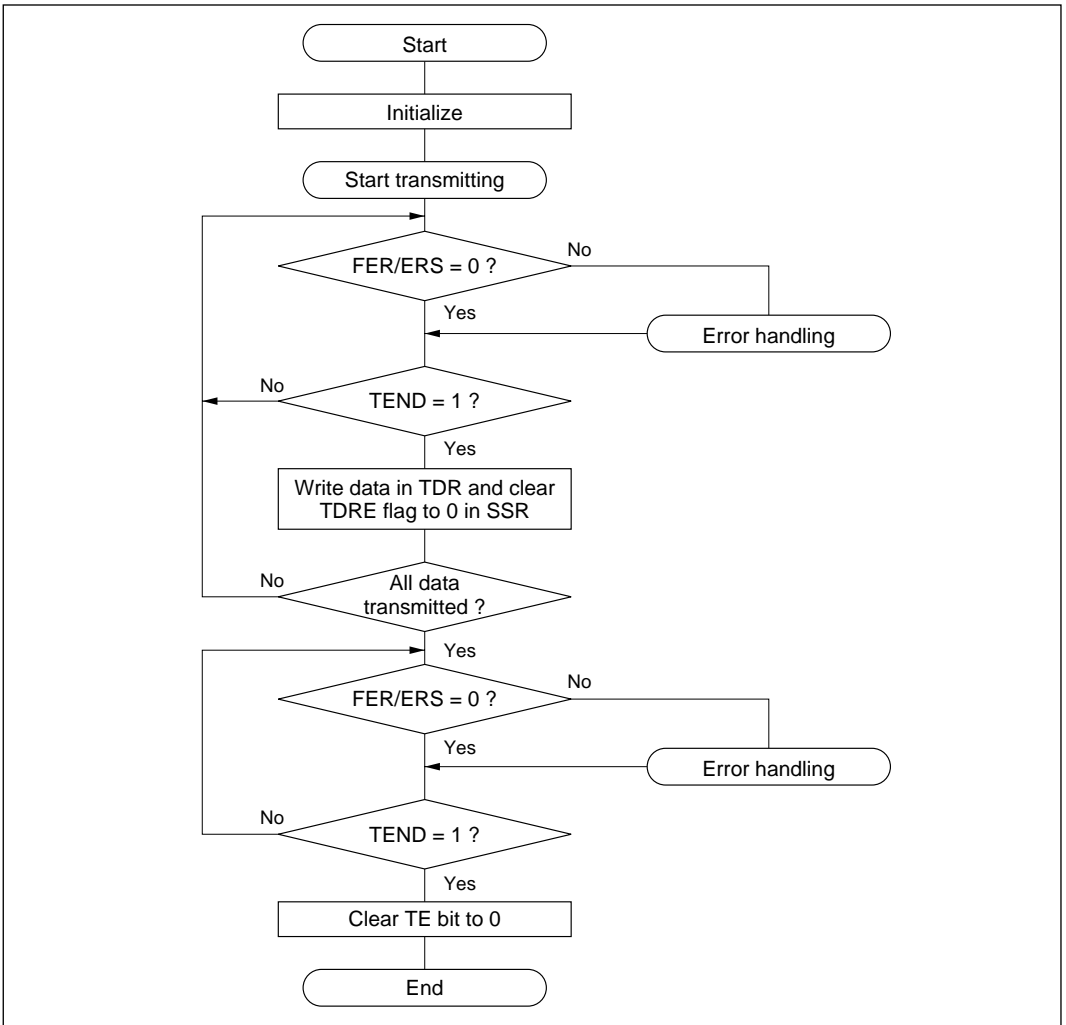 Start
Initialize
Start transmitting
FER/ERS = 0 ?
No
Yes
Error handling
No
TEND = 1 ?
Yes
Write data in TDR and clear
TDRE flag to 0 in SSR
No
All data
transmitted ?
Yes
FER/ERS = 0 ?
No
Yes
Error handling
No
TEND = 1 ?
Yes
Clear TE bit to 0
End